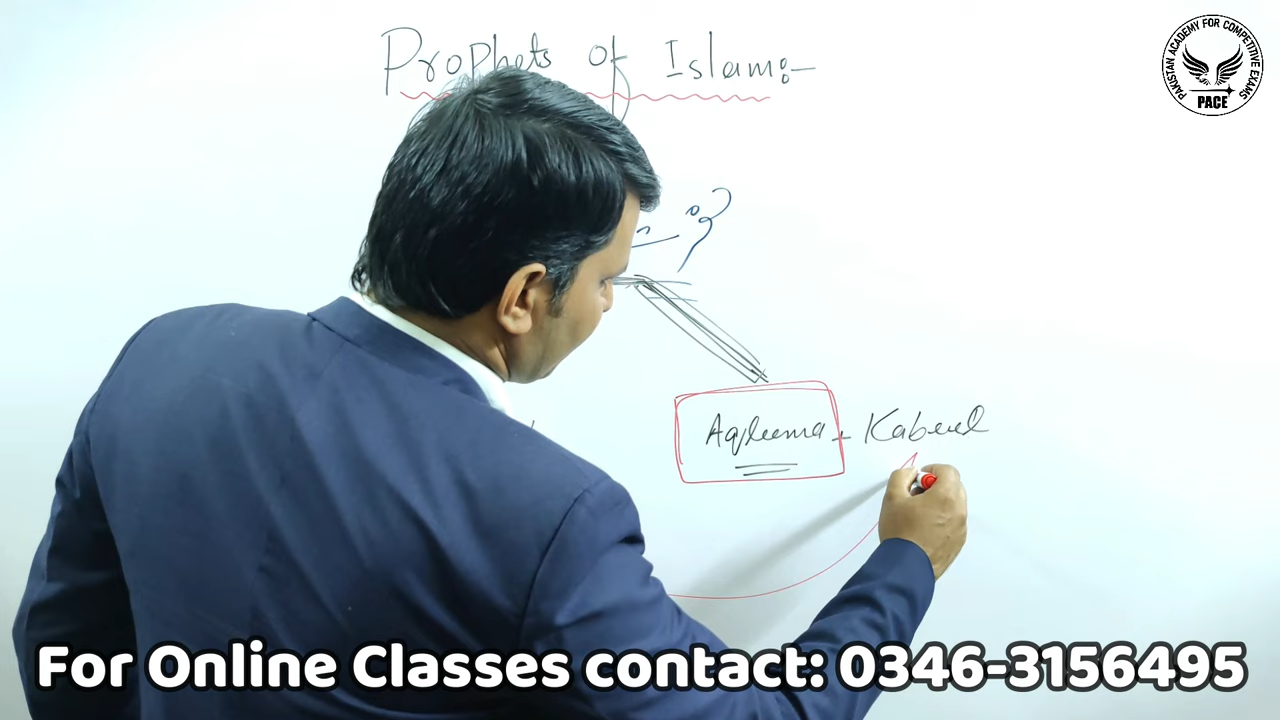 Prophets of Islam:-
PAKISTAN ACADEMY FOR COMPETITIVE EXAMS
PACE
Aqleema - Kabeel
For Online Classes contact: 0346-3156495